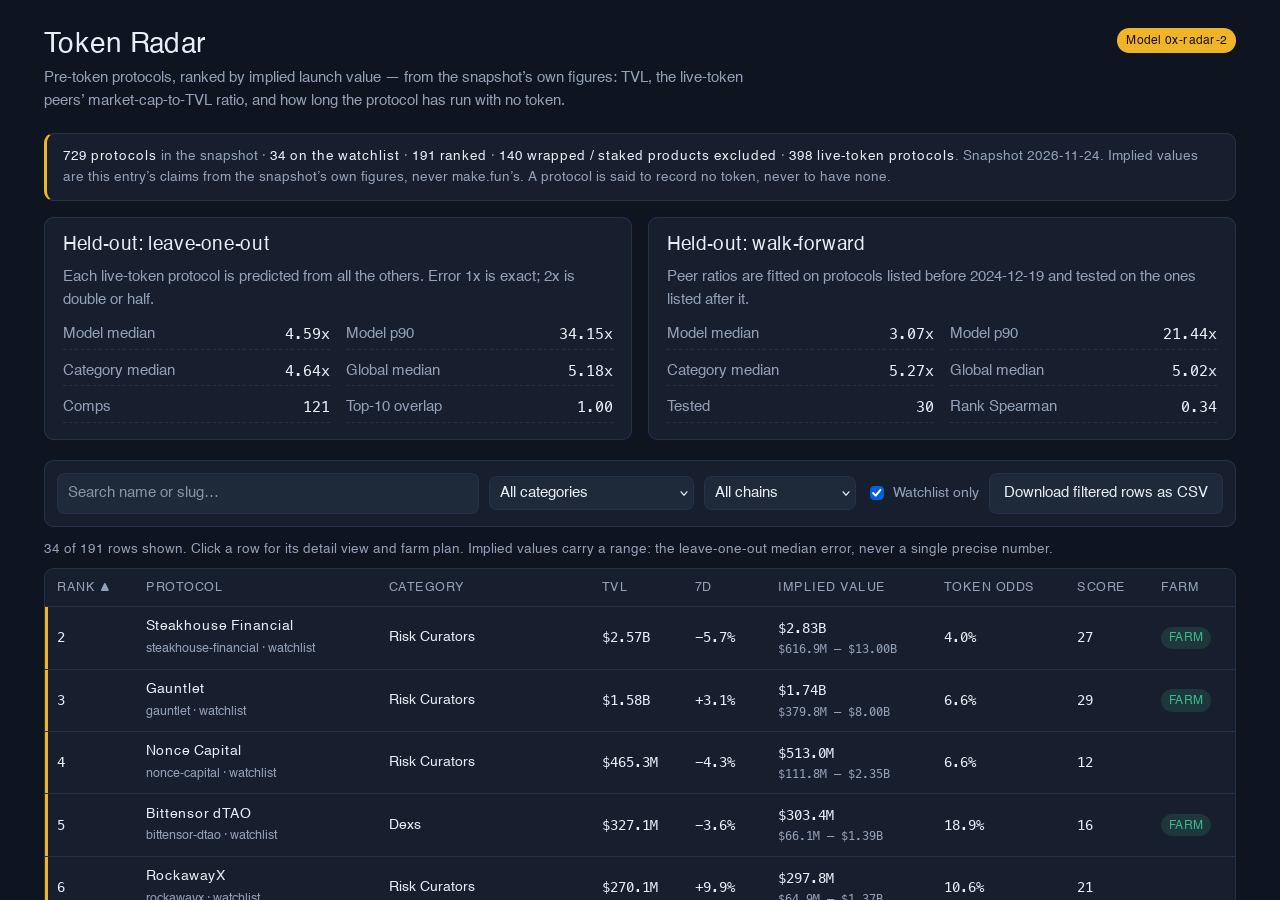 Token Radar
Model 0x-radar-2
Pre-token protocols, ranked by implied launch value — from the snapshot's own figures: TVL, the live-token
peers' market-cap-to-TVL ratio, and how long the protocol has run with no token.
729 protocols in the snapshot · 34 on the watchlist · 191 ranked · 140 wrapped / staked products excluded · 398 live-token protocols. Snapshot 2026-11-24. Implied values
are this entry's claims from the snapshot's own figures, never make.fun's. A protocol is said to record no token, never to have none.
Held-out: leave-one-out
Each live-token protocol is predicted from all the others. Error 1x is exact; 2x is
double or half.
Model median 4.59x Model p90 34.15x
Category median 4.64x Global median 5.18x
Comps 121 Top-10 overlap 1.00
Held-out: walk-forward
Peer ratios are fitted on protocols listed before 2024-12-19 and tested on the ones
listed after it.
Model median 3.07x Model p90 21.44x
Category median 5.27x Global median 5.02x
Tested 30 Rank Spearman 0.34
Search name or slug… All categories All chains Watchlist only Download filtered rows as CSV
34 of 191 rows shown. Click a row for its detail view and farm plan. Implied values carry a range: the leave-one-out median error, never a single precise number.
RANK ▲ PROTOCOL CATEGORY TVL 7D IMPLIED VALUE TOKEN ODDS SCORE FARM
2 Steakhouse Financial Risk Curators $2.57B −5.7% $2.83B 4.0% 27 FARM
steakhouse-financial · watchlist $616.9M — $13.00B
3 Gauntlet Risk Curators $1.58B +3.1% $1.74B 6.6% 29 FARM
gauntlet · watchlist $379.8M — $8.00B
4 Nonce Capital Risk Curators $465.3M −4.3% $513.0M 6.6% 12
nonce-capital · watchlist $111.8M — $2.35B
5 Bittensor dTAO Dexs $327.1M −3.6% $303.4M 18.9% 16 FARM
bittensor-dtao · watchlist $66.1M — $1.39B
6 RockawayX Risk Curators $270.1M +9.9% $297.8M 10.6% 21
rockawayx · watchlist $64.9M — $1.37B